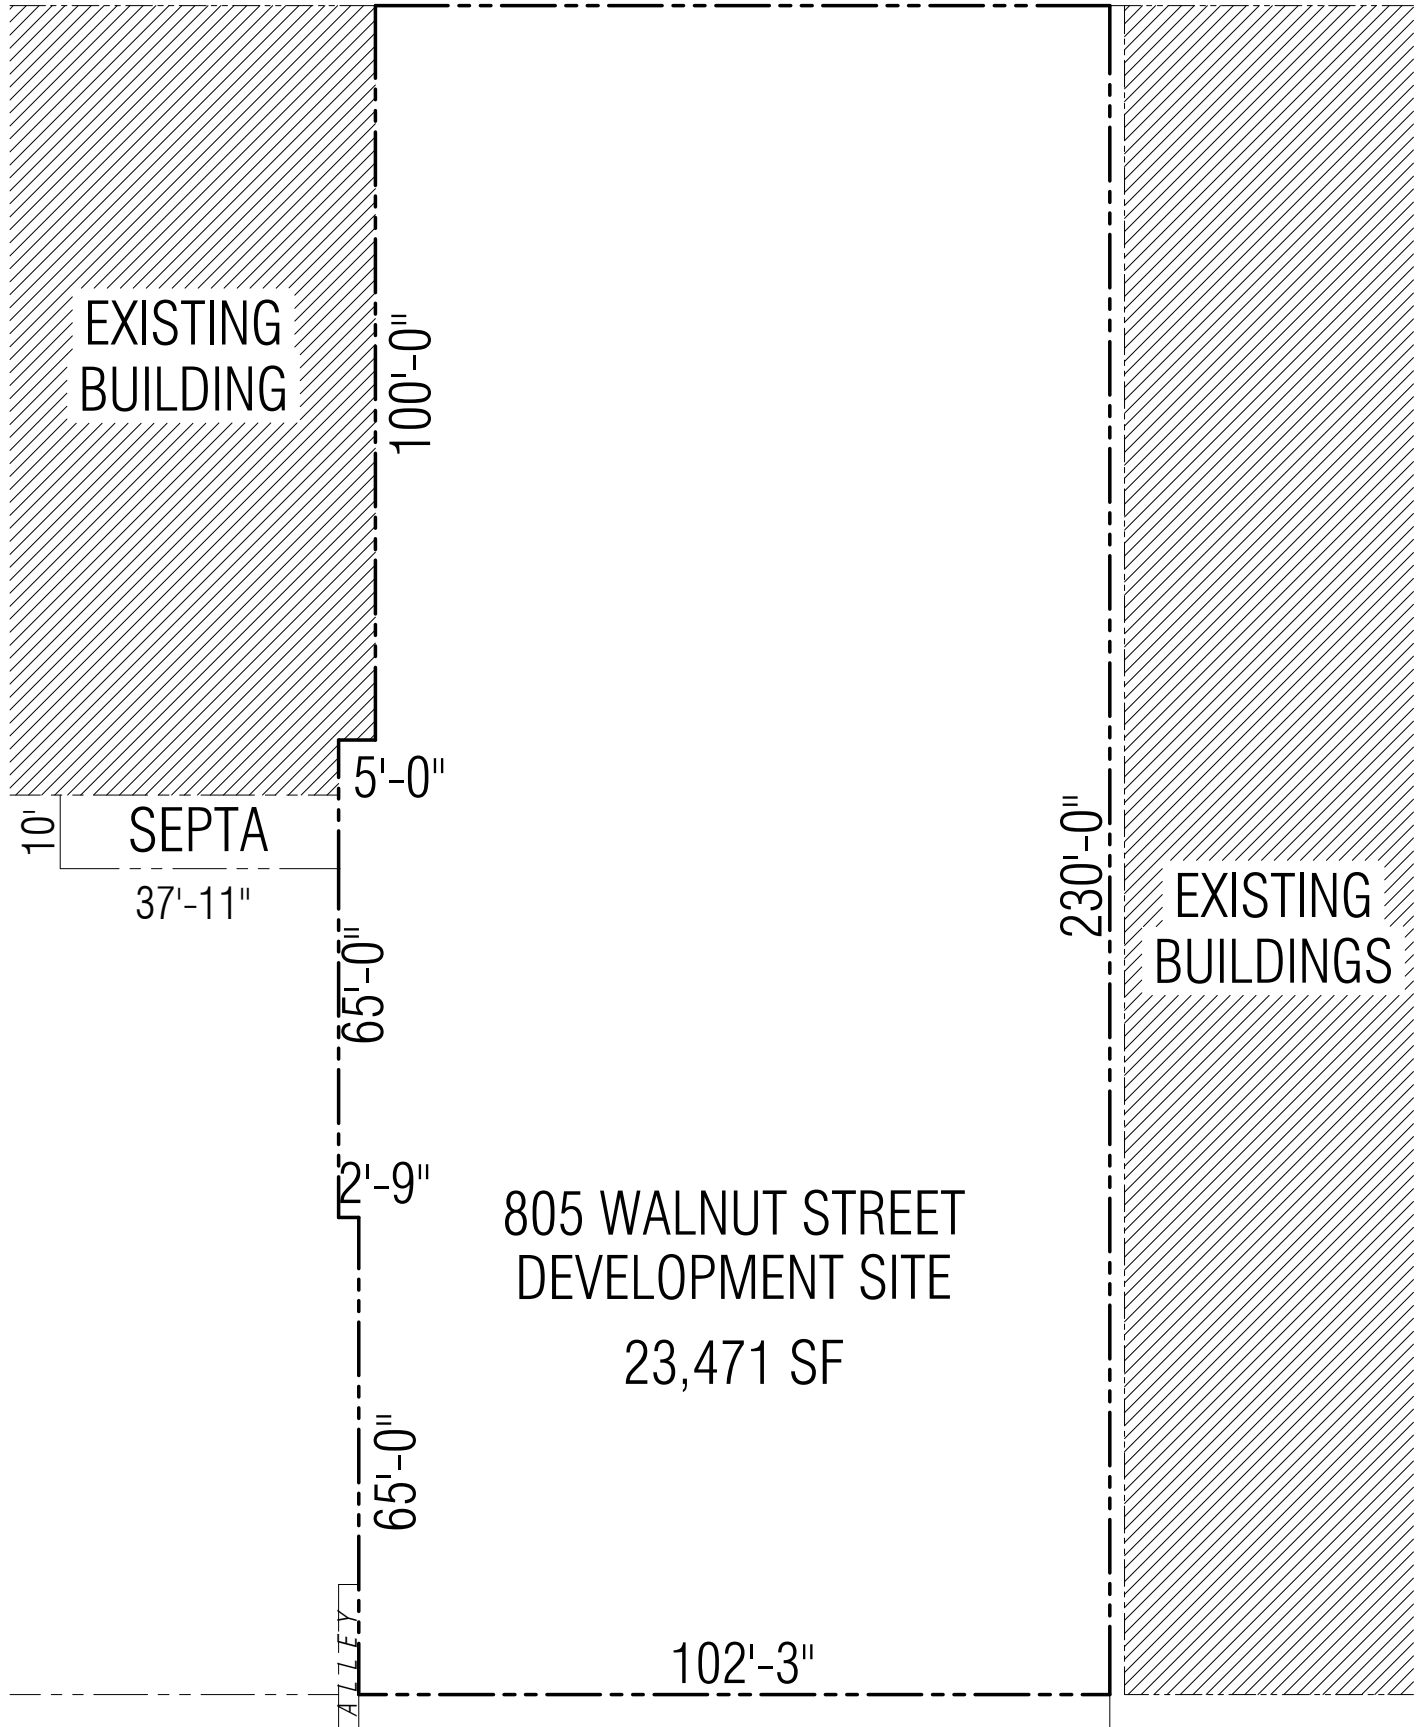 EXISTING
BUILDING
100'-0"
5'-0"
10'
SEPTA
37'-11"
230'-0"
EXISTING
BUILDINGS
65'-0"
2'-9"
805 WALNUT STREET
DEVELOPMENT SITE
23,471 SF
65'-0"
ALLEY
102'-3"